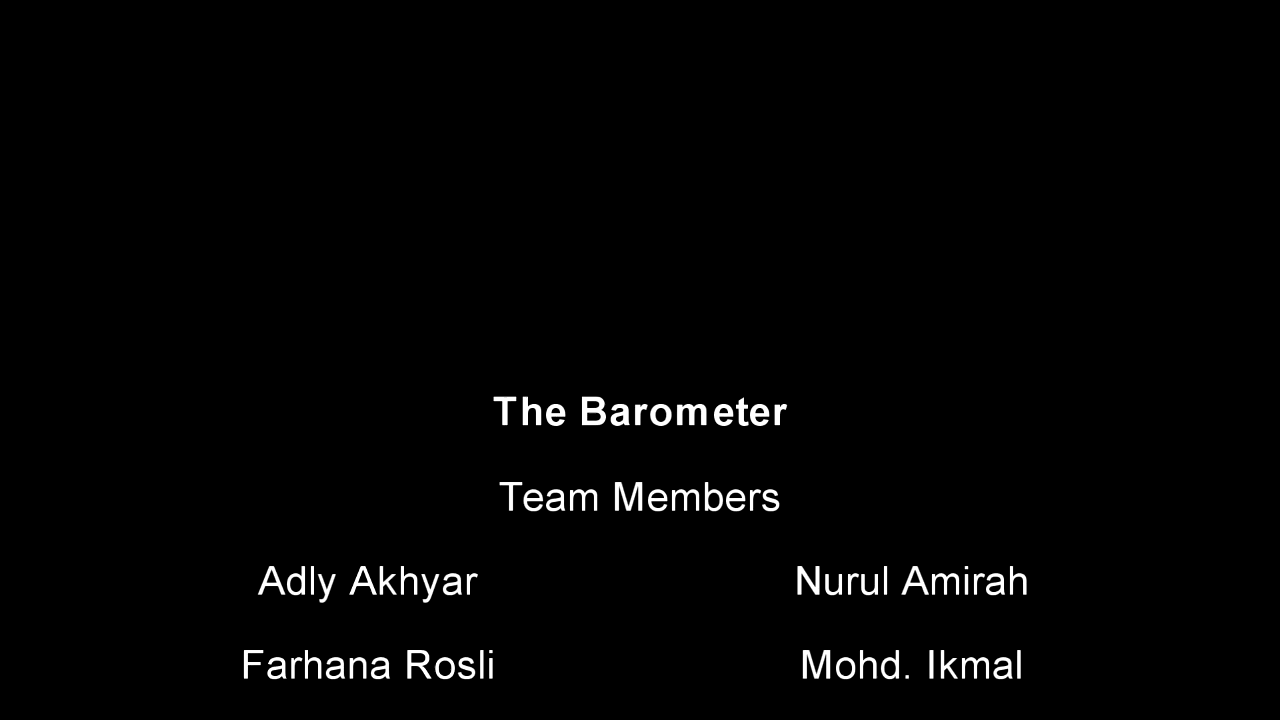 The Barometer
Team Members
Adly Akhyar Nurul Amirah
Farhana Rosli Mohd. Ikmal